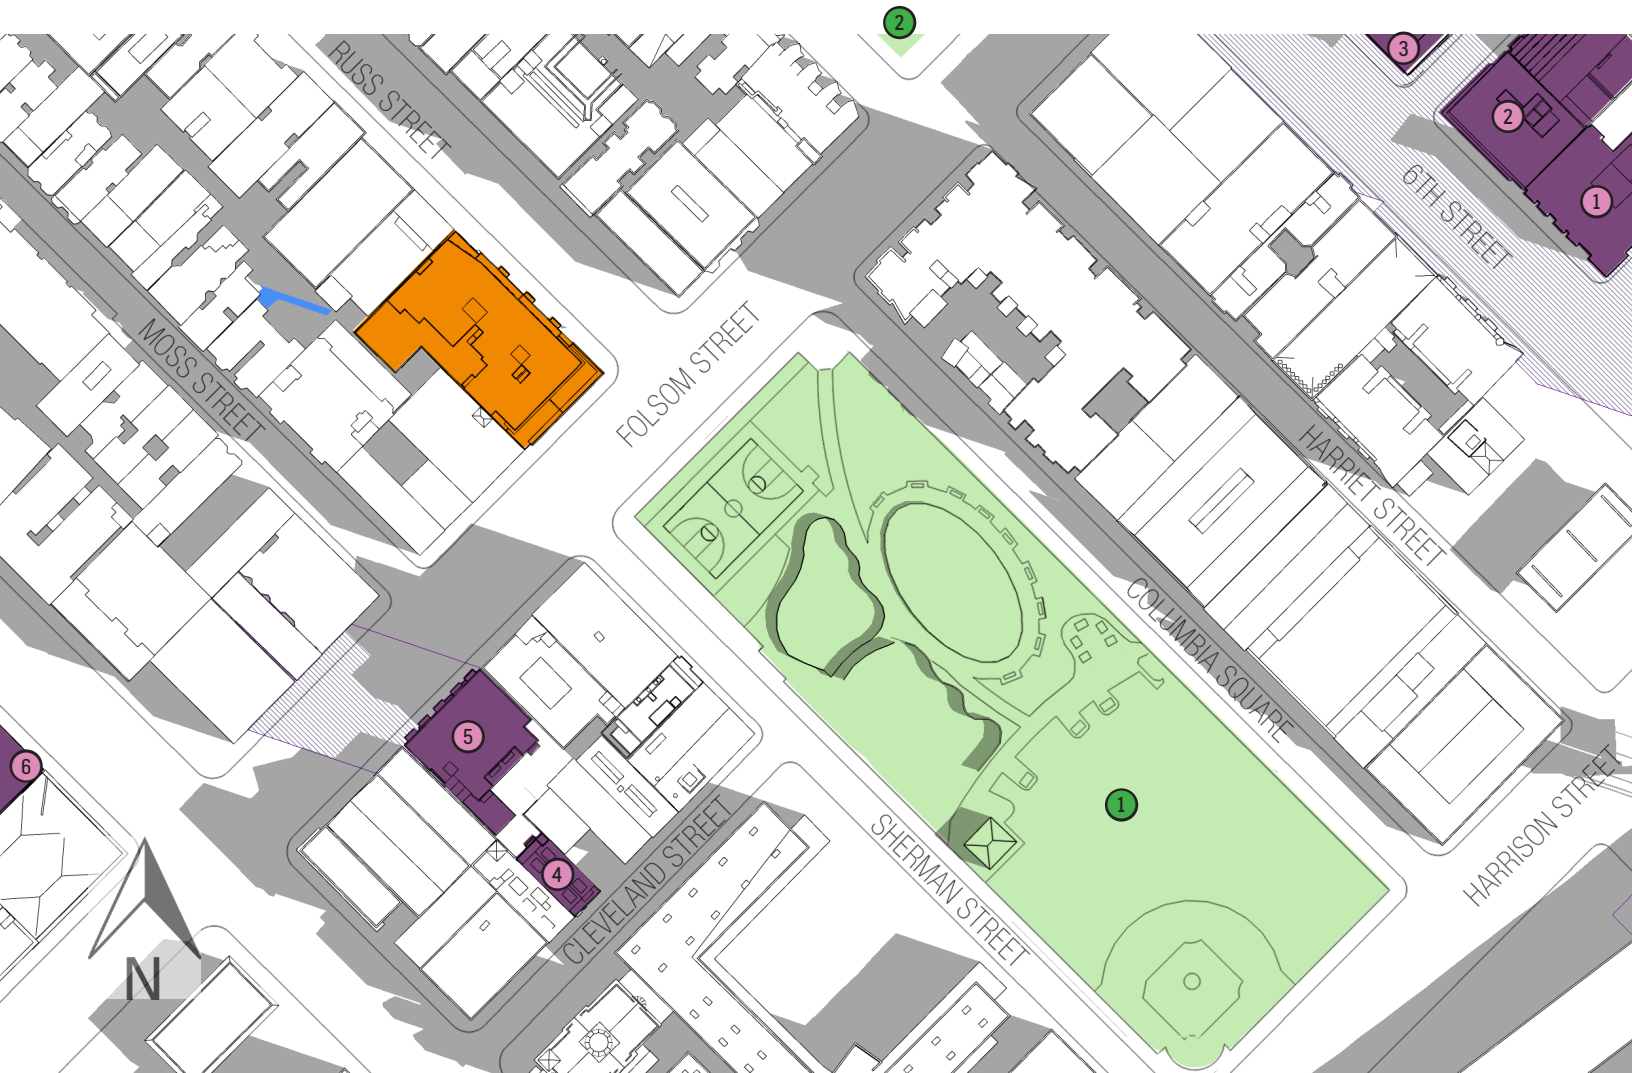 2
3
RUSS STREET
2
1
6TH STREET
MOSS STREET
FOLSOM STREET
HARRIET STREET
COLUMBIA SQUARE
5
6
1
HARRISON STREET
SHERMAN STREET
4
CLEVELAND STREET
N